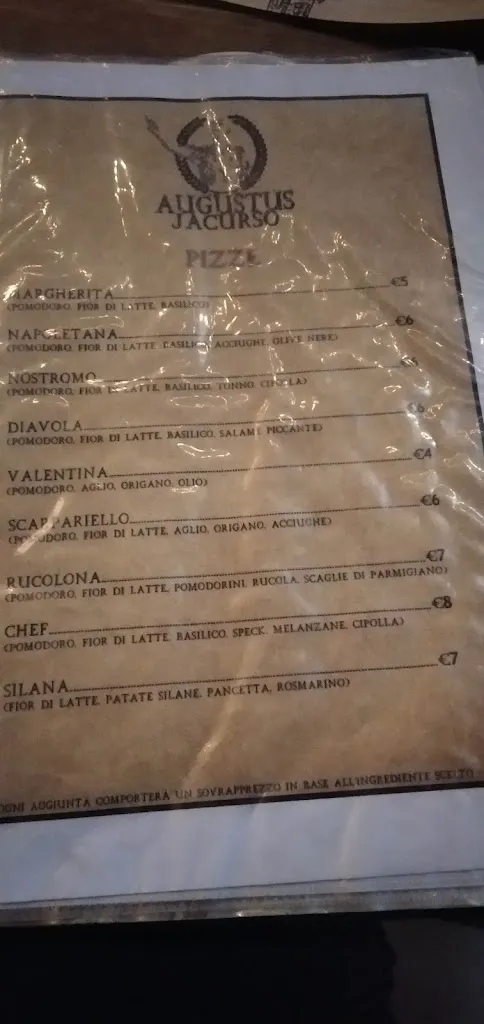 AUGUSTUS
JACURSO
PIZZE
MARGHERITA €5
(POMODORO, FIOR DI LATTE, BASILICO)
NAPOLETANA €6
(POMODORO, FIOR DI LATTE, BASILICO, ACCIUGHE, OLIVE NERE)
NOSTROMO
(POMODORO, FIOR DI LATTE, BASILICO, TONNO, CIPOLLA)
DIAVOLA €6
(POMODORO, FIOR DI LATTE, BASILICO, SALAME PICCANTE)
VALENTINA €4
(POMODORO, AGLIO, ORIGANO, OLIO)
SCARPARIELLO €6
(POMODORO, FIOR DI LATTE, AGLIO, ORIGANO, ACCIUGHE)
RUCOLONA €7
(POMODORO, FIOR DI LATTE, POMODORINI, RUCOLA, SCAGLIE DI PARMIGIANO)
CHEF €8
(POMODORO, FIOR DI LATTE, BASILICO, SPECK, MELANZANE, CIPOLLA)
SILANA €7
(FIOR DI LATTE, PATATE SILANE, PANCETTA, ROSMARINO)
OGNI AGGIUNTA COMPORTERÀ UN SOVRAPPREZZO IN BASE ALL'INGREDIENTE SCELTO